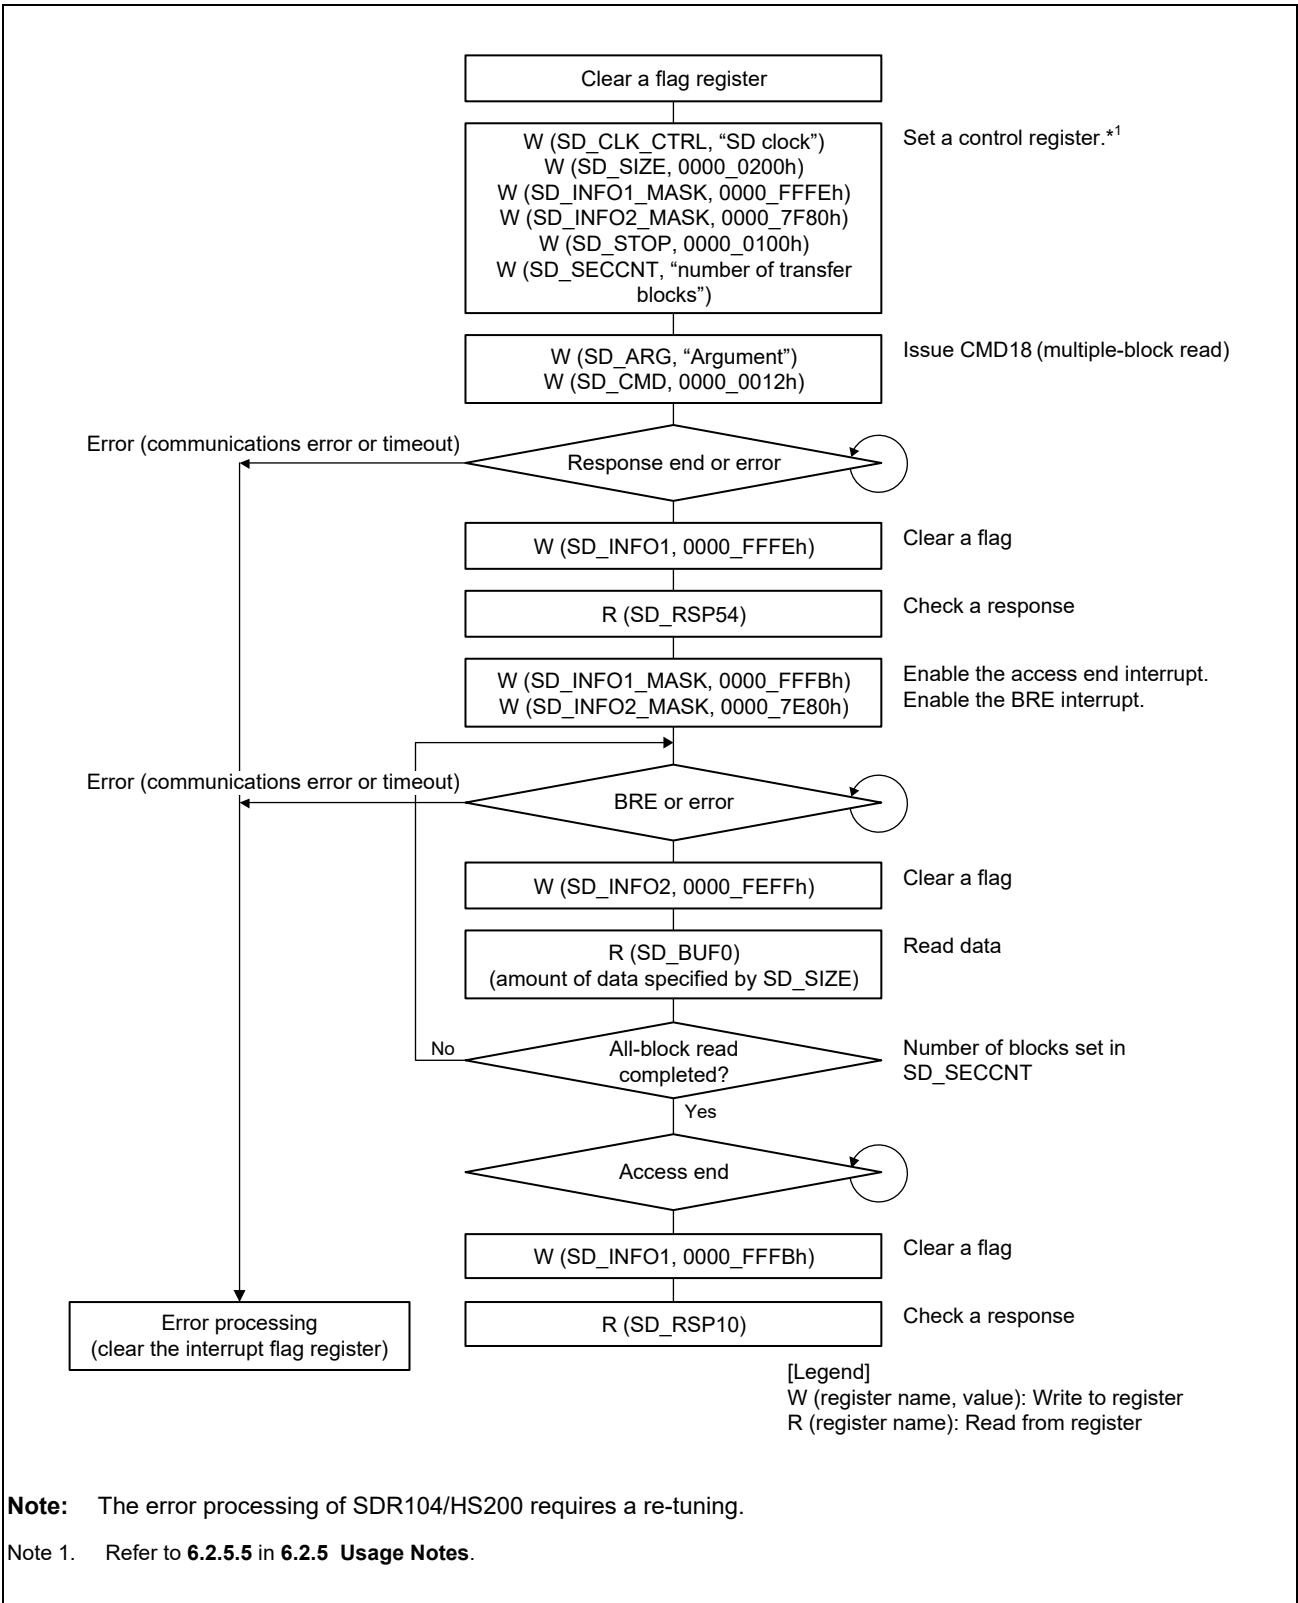 Clear a flag register
W (SD_CLK_CTRL, “SD clock”)
W (SD_SIZE, 0000_0200h)
W (SD_INFO1_MASK, 0000_FFFEh)
W (SD_INFO2_MASK, 0000_7F80h)
W (SD_STOP, 0000_0100h)
W (SD_SECCNT, “number of transfer
blocks”)
Set a control register.*1
W (SD_ARG, “Argument”)
W (SD_CMD, 0000_0012h)
Issue CMD18 (multiple-block read)
Error (communications error or timeout)
Response end or error
W (SD_INFO1, 0000_FFFEh)
Clear a flag
R (SD_RSP54)
Check a response
W (SD_INFO1_MASK, 0000_FFFBh)
W (SD_INFO2_MASK, 0000_7E80h)
Enable the access end interrupt.
Enable the BRE interrupt.
Error (communications error or timeout)
BRE or error
W (SD_INFO2, 0000_FEFFh)
Clear a flag
R (SD_BUF0)
(amount of data specified by SD_SIZE)
Read data
No
All-block read
completed?
Number of blocks set in
SD_SECCNT
Yes
Access end
W (SD_INFO1, 0000_FFFBh)
Clear a flag
Error processing
(clear the interrupt flag register)
R (SD_RSP10)
Check a response
[Legend]
W (register name, value): Write to register
R (register name): Read from register
Note: The error processing of SDR104/HS200 requires a re-tuning.
Note 1. Refer to 6.2.5.5 in 6.2.5 Usage Notes.